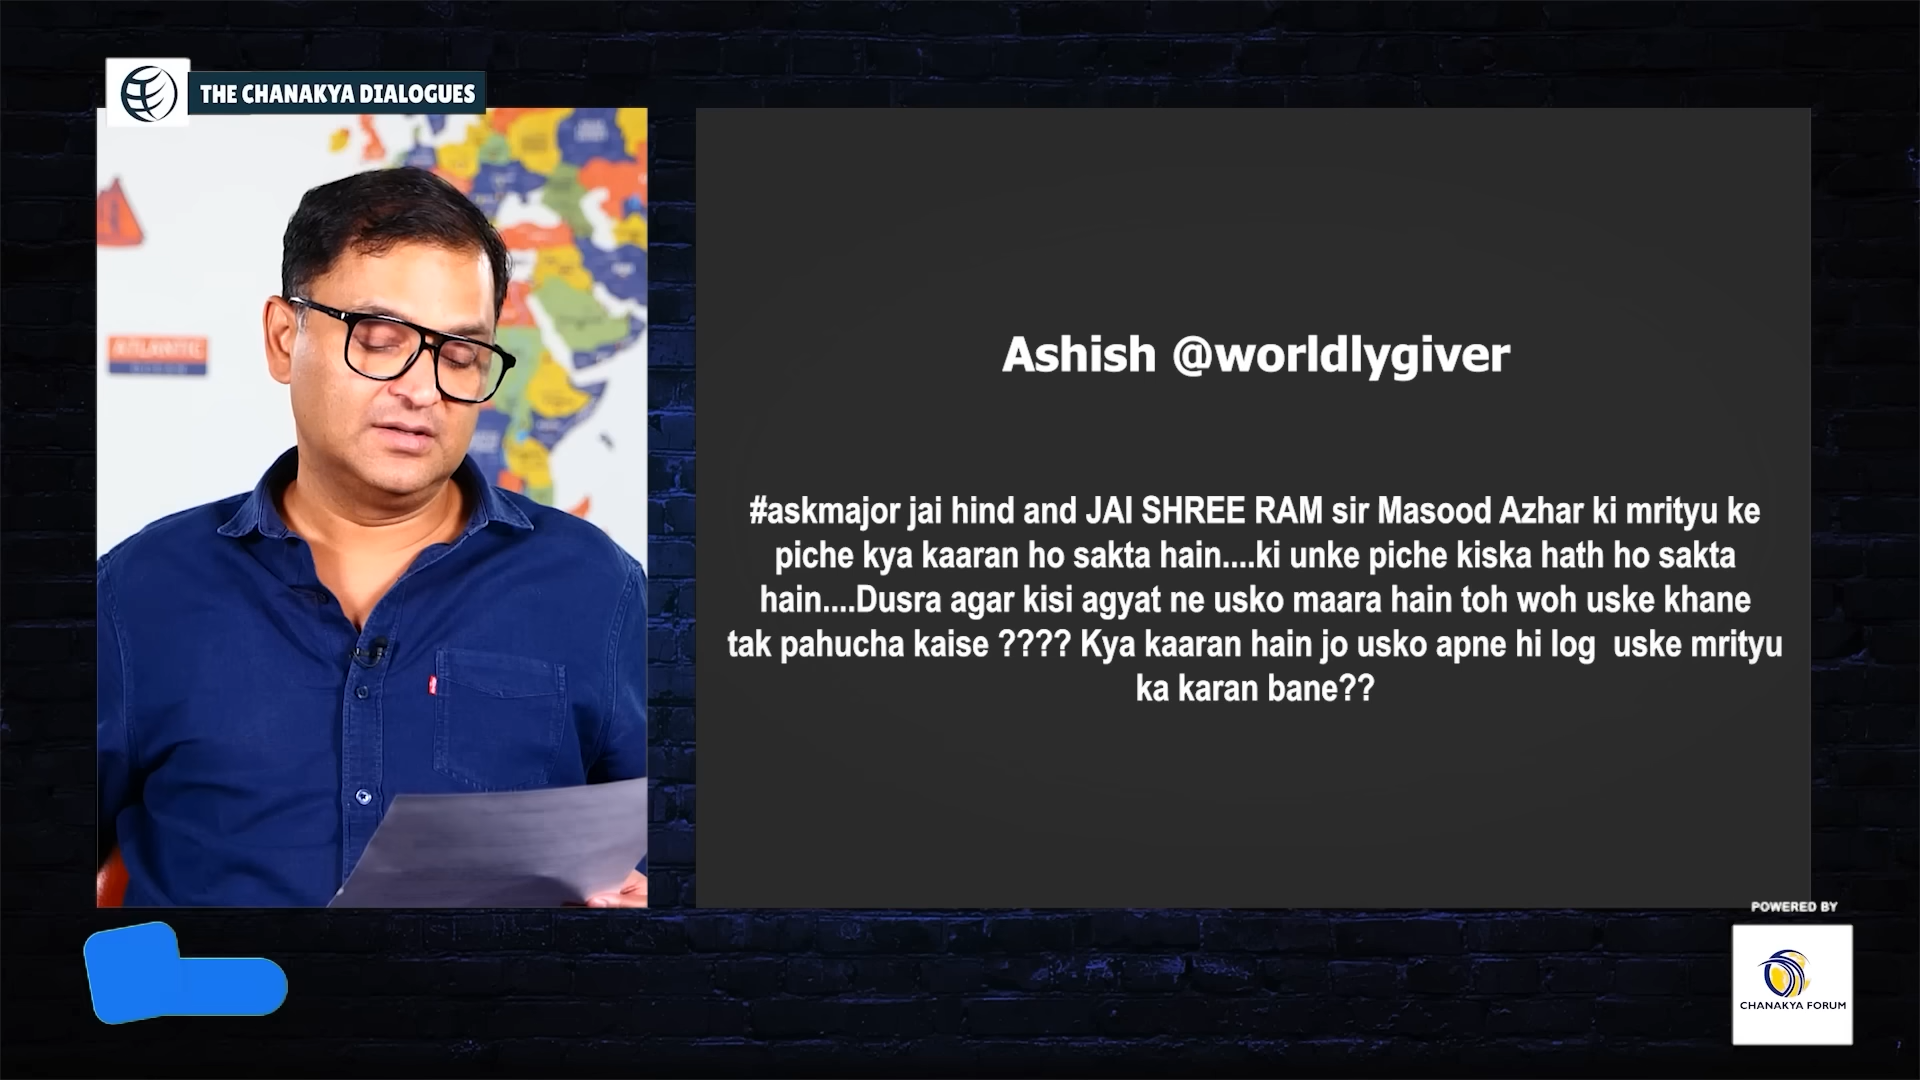 THE CHANAKYA DIALOGUES
ATLANTIC
Ashish @worldlygiver
#askmajor jai hind and JAI SHREE RAM sir Masood Azhar ki mrityu ke
piche kya kaaran ho sakta hain....ki unke piche kiska hath ho sakta
hain....Dusra agar kisi agyat ne usko maara hain toh woh uske khane
tak pahucha kaise ???? Kya kaaran hain jo usko apne hi log  uske mrityu
ka karan bane??
POWERED BY
CHANAKYA FORUM